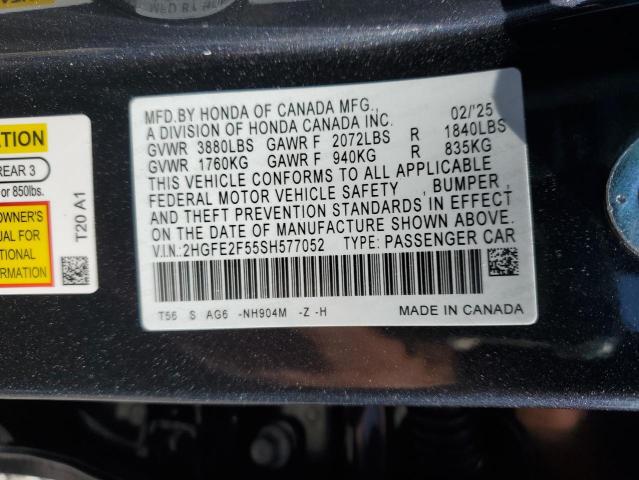 MFD.BY HONDA OF CANADA MFG., 02/'25
A DIVISION OF HONDA CANADA INC.
GVWR 3880LBS GAWR F 2072LBS R 1840LBS
GVWR 1760KG GAWR F 940KG R 835KG
THIS VEHICLE CONFORMS TO ALL APPLICABLE
FEDERAL MOTOR VEHICLE SAFETY , BUMPER ,
AND THEFT PREVENTION STANDARDS IN EFFECT
ON THE DATE OF MANUFACTURE SHOWN ABOVE.
V.I.N.:2HGFE2F55SH577052 TYPE: PASSENGER CAR
T56 S AG6 -NH904M -Z -H MADE IN CANADA
ATION
REAR 3
or 850lbs.
OWNER'S
UAL FOR
TIONAL
RMATION
T20 A1